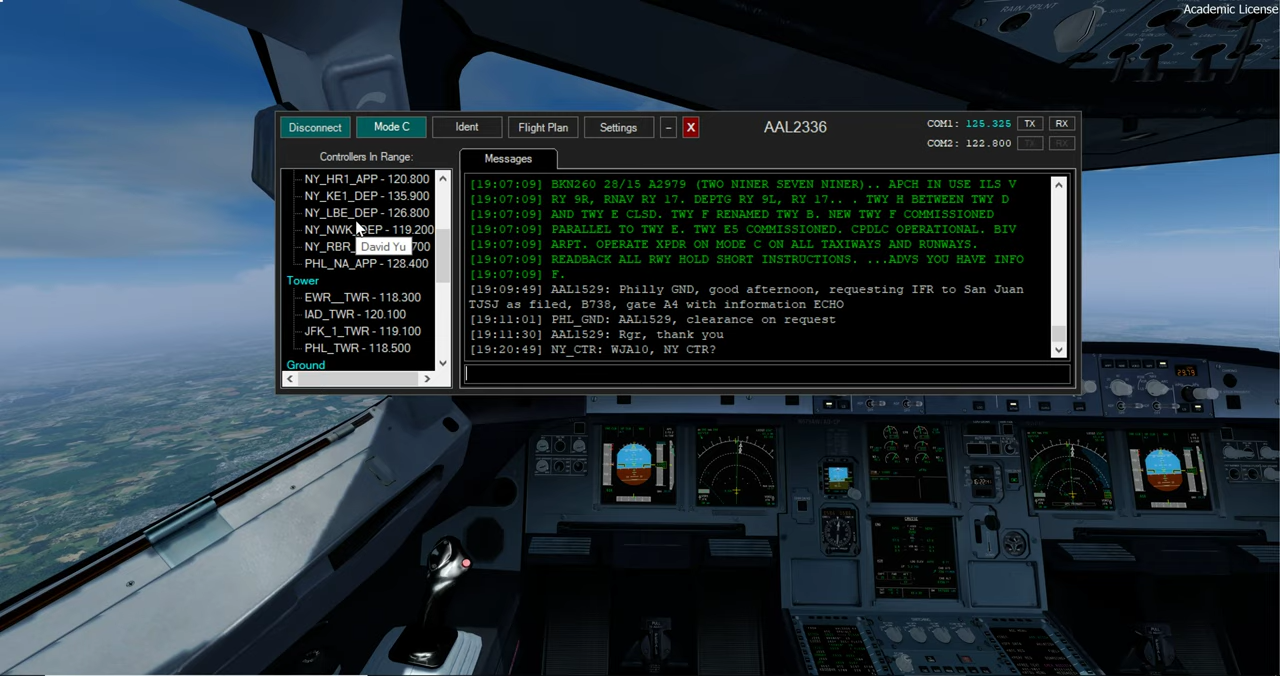 Academic License
RAIN RPLNT
Disconnect
Mode C
Ident
Flight Plan
Settings
–
X
AAL2336
COM1: 125.325 TX RX
COM2: 122.800 TX RX
Controllers In Range:
NY_HR1_APP - 120.800
NY_KE1_DEP - 135.900
NY_LBE_DEP - 126.800
NY_NWK_DEP - 119.200
NY_RBR_ 700
David Yu
PHL_NA_APP - 128.400
Tower
EWR__TWR - 118.300
IAD_TWR - 120.100
JFK_1_TWR - 119.100
PHL_TWR - 118.500
Ground
Messages
[19:07:09] BKN260 28/15 A2979 (TWO NINER SEVEN NINER).. APCH IN USE ILS V
[19:07:09] RY 9R, RNAV RY 17. DEPTG RY 9L, RY 17.. . TWY H BETWEEN TWY D
[19:07:09] AND TWY E CLSD. TWY F RENAMED TWY B. NEW TWY F COMMISSIONED
[19:07:09] PARALLEL TO TWY E. TWY E5 COMMISSIONED. CPDLC OPERATIONAL. BIV
[19:07:09] ARPT. OPERATE XPDR ON MODE C ON ALL TAXIWAYS AND RUNWAYS.
[19:07:09] READBACK ALL RWY HOLD SHORT INSTRUCTIONS. ...ADVS YOU HAVE INFO
[19:07:09] F.
[19:09:49] AAL1529: Philly GND, good afternoon, requesting IFR to San Juan
TJSJ as filed, B738, gate A4 with information ECHO
[19:11:01] PHL_GND: AAL1529, clearance on request
[19:11:30] AAL1529: Rgr, thank you
[19:20:49] NY_CTR: WJA10, NY CTR?
29.79